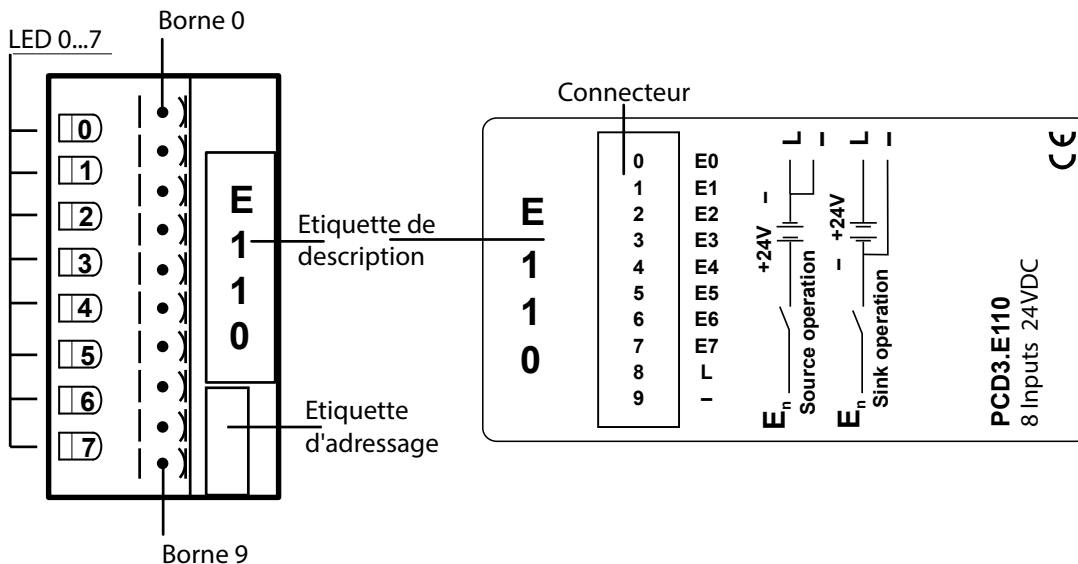 Borne 0
LED 0...7
0
1
2
3
4
5
6
7
E
1
1
0
Etiquette de
description
Etiquette
d'adressage
Borne 9
Connecteur
E
1
1
0
0 E0
1 E1
2 E2
3 E3
4 E4
5 E5
6 E6
7 E7
8 L
9 –
L –
+24V –
En
Source operation
L –
– +24V
En
Sink operation
PCD3.E110
8 Inputs 24VDC
CE